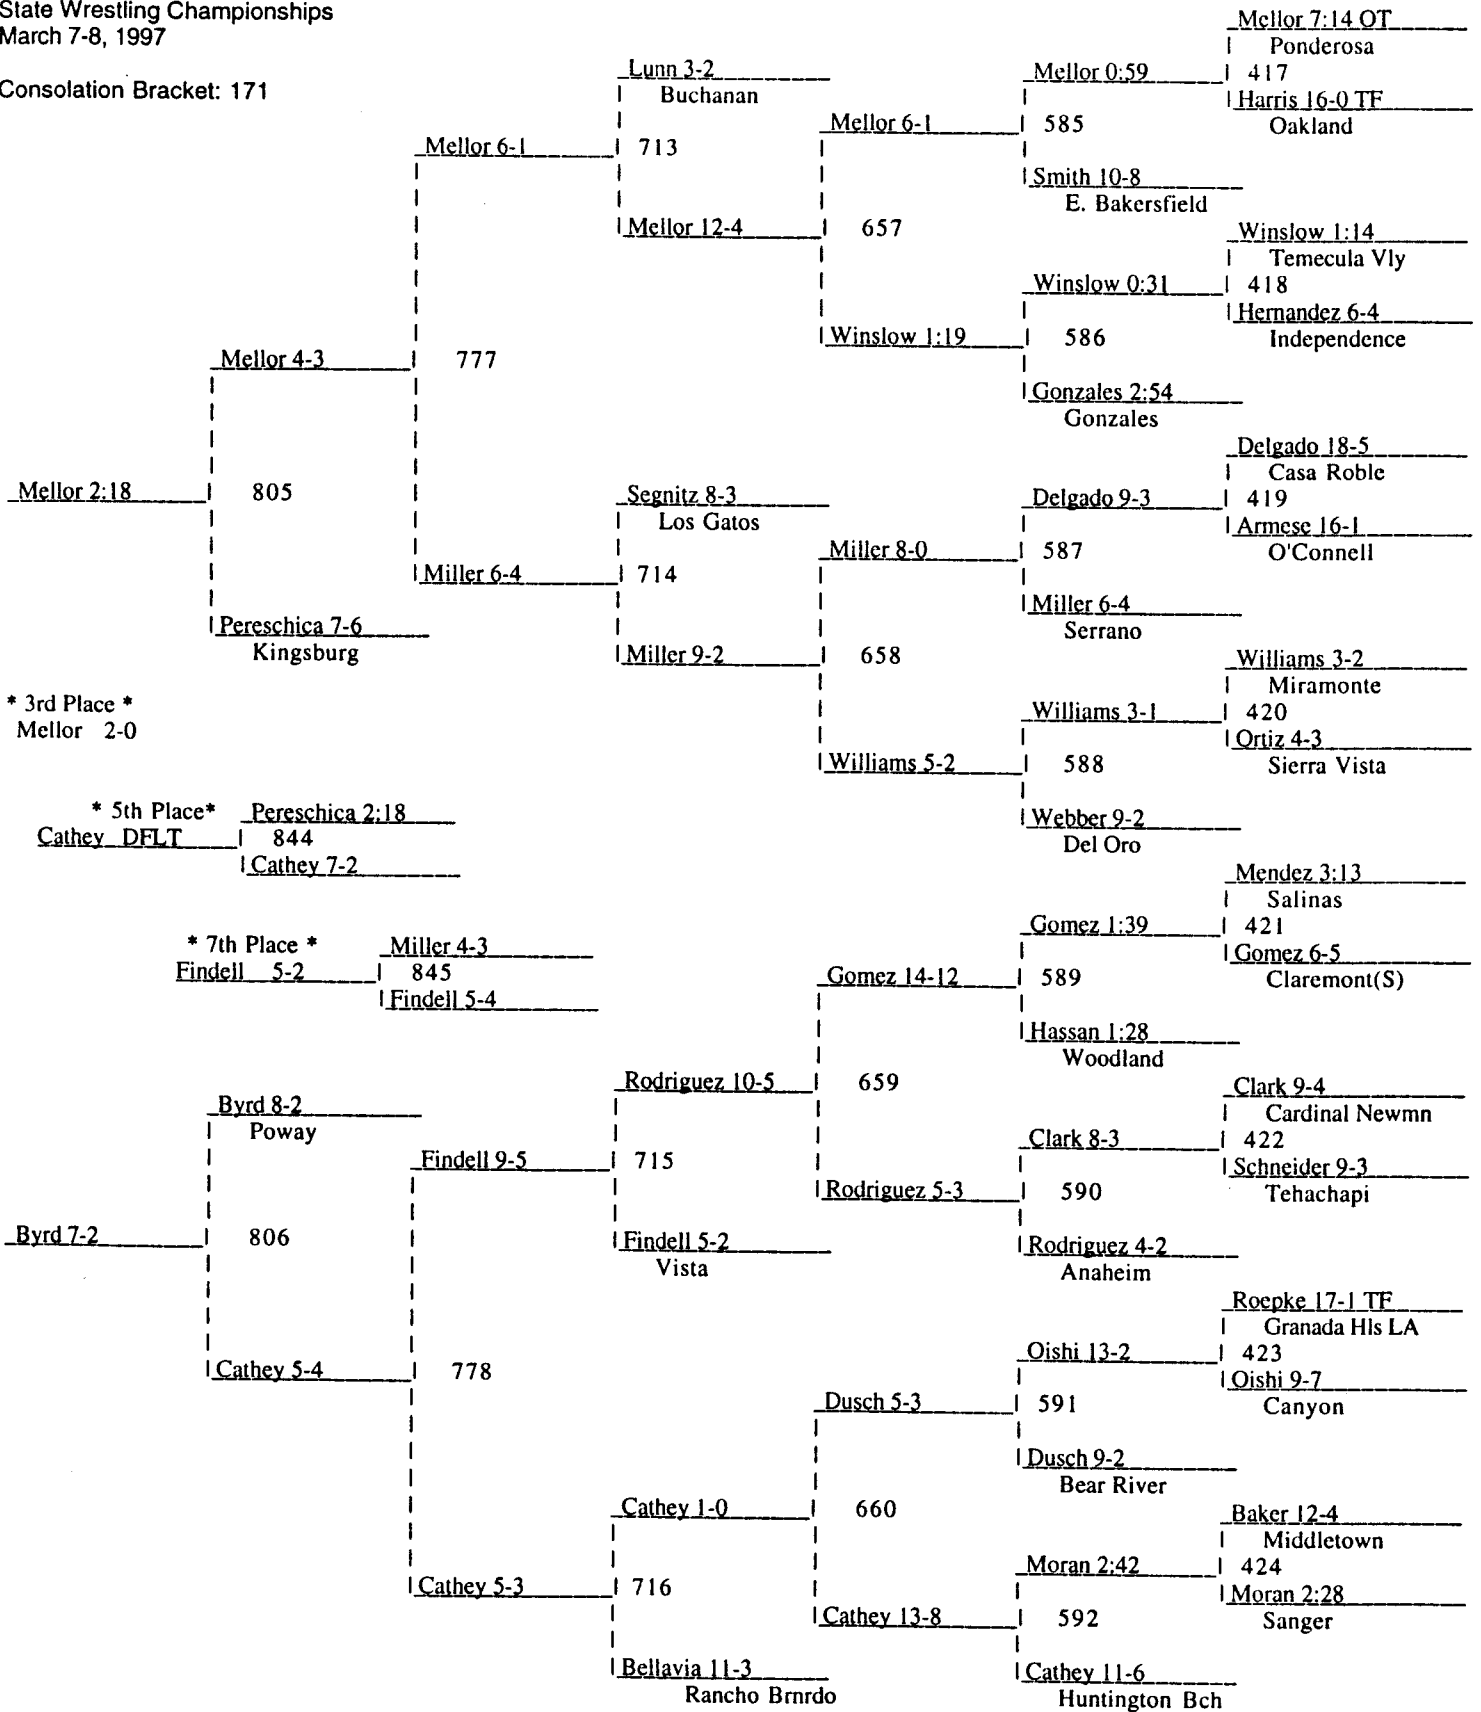 State Wrestling Championships
March 7-8, 1997
Consolation Bracket: 171
Mellor 7:14 OT
Ponderosa
417
Harris 16-0 TF
Oakland
Mellor 0:59
585
Smith 10-8
E. Bakersfield
Winslow 1:14
Temecula Vly
418
Hernandez 6-4
Independence
Winslow 0:31
586
Gonzales 2:54
Gonzales
Mellor 6-1
657
Winslow 1:19
Lunn 3-2
Buchanan
713
Mellor 12-4
Mellor 6-1
777
Miller 6-4
Mellor 4-3
805
Pereschica 7-6
Kingsburg
Mellor 2:18
Segnitz 8-3
Los Gatos
714
Miller 9-2
Miller 8-0
658
Williams 5-2
Delgado 9-3
587
Miller 6-4
Serrano
Delgado 18-5
Casa Roble
419
Armese 16-1
O'Connell
Williams 3-2
Miramonte
420
Ortiz 4-3
Sierra Vista
Williams 3-1
588
Webber 9-2
Del Oro
* 3rd Place *
Mellor 2-0
* 5th Place*
Cathey DFLT
Pereschica 2:18
844
Cathey 7-2
* 7th Place *
Findell 5-2
Miller 4-3
845
Findell 5-4
Mendez 3:13
Salinas
421
Gomez 6-5
Claremont(S)
Gomez 1:39
589
Hassan 1:28
Woodland
Clark 9-4
Cardinal Newmn
422
Schneider 9-3
Tehachapi
Clark 8-3
590
Rodriguez 4-2
Anaheim
Gomez 14-12
659
Rodriguez 5-3
Rodriguez 10-5
715
Findell 5-2
Vista
Byrd 8-2
Poway
806
Cathey 5-4
Byrd 7-2
Findell 9-5
778
Cathey 5-3
Cathey 1-0
716
Bellavia 11-3
Rancho Brnrdo
Dusch 5-3
660
Cathey 13-8
Oishi 13-2
591
Dusch 9-2
Bear River
Roepke 17-1 TF
Granada Hls LA
423
Oishi 9-7
Canyon
Baker 12-4
Middletown
424
Moran 2:28
Sanger
Moran 2:42
592
Cathey 11-6
Huntington Bch